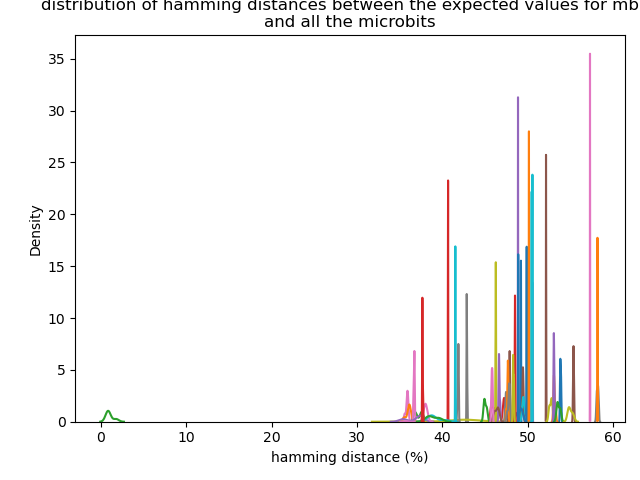 distribution of hamming distances between the expected values for mb
and all the microbits
35
30
25
20
15
10
5
0
Density
0 10 20 30 40 50 60
hamming distance (%)